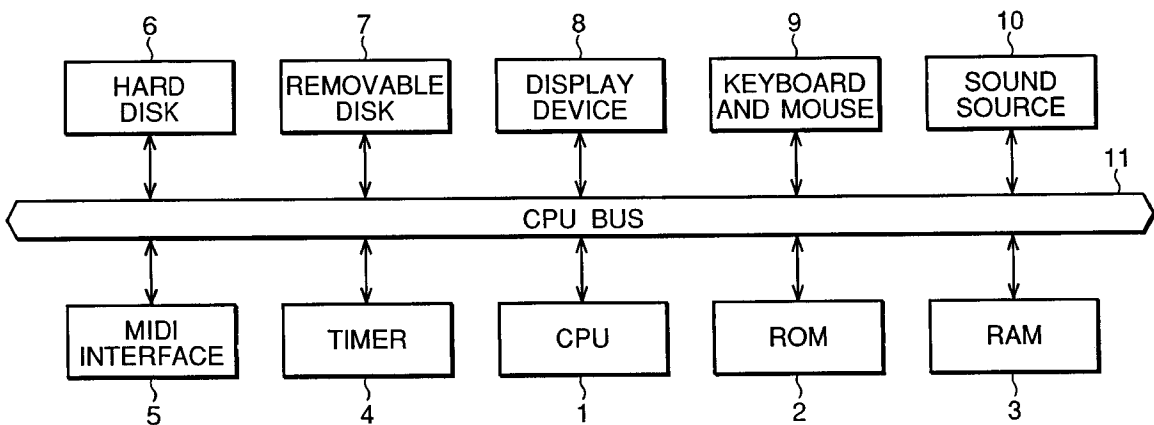 6 7 8 9 10
HARD DISK
REMOVABLE DISK
DISPLAY DEVICE
KEYBOARD AND MOUSE
SOUND SOURCE
11
CPU BUS
MIDI INTERFACE
TIMER
CPU
ROM
RAM
5 4 1 2 3